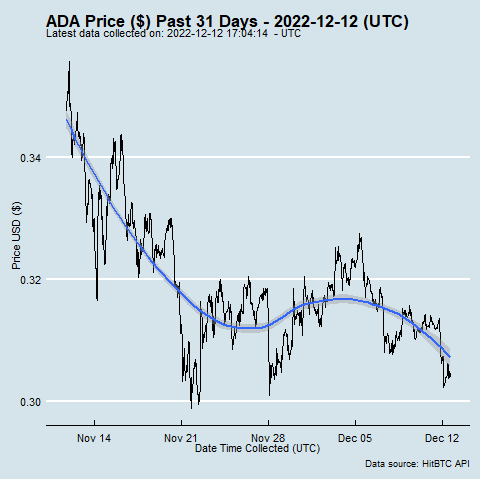 ADA Price ($) Past 31 Days - 2022-12-12 (UTC)
Latest data collected on: 2022-12-12 17:04:14 - UTC
Price USD ($)
0.34
0.32
0.30
Nov 14 Nov 21 Nov 28 Dec 05 Dec 12
Date Time Collected (UTC)
Data source: HitBTC API